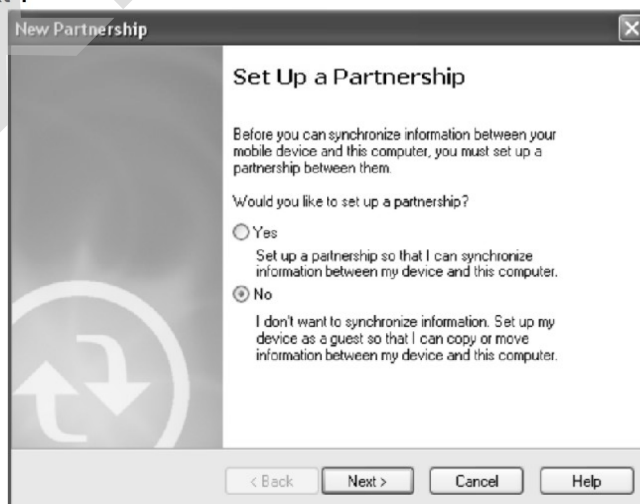 New Partnership
Set Up a Partnership
Before you can synchronize information between your
mobile device and this computer, you must set up a
partnership between them.
Would you like to set up a partnership?
Yes
Set up a partnership so that I can synchronize
information between my device and this computer.
No
I don't want to synchronize information. Set up my
device as a guest so that I can copy or move
information between my device and this computer.
< Back
Next >
Cancel
Help